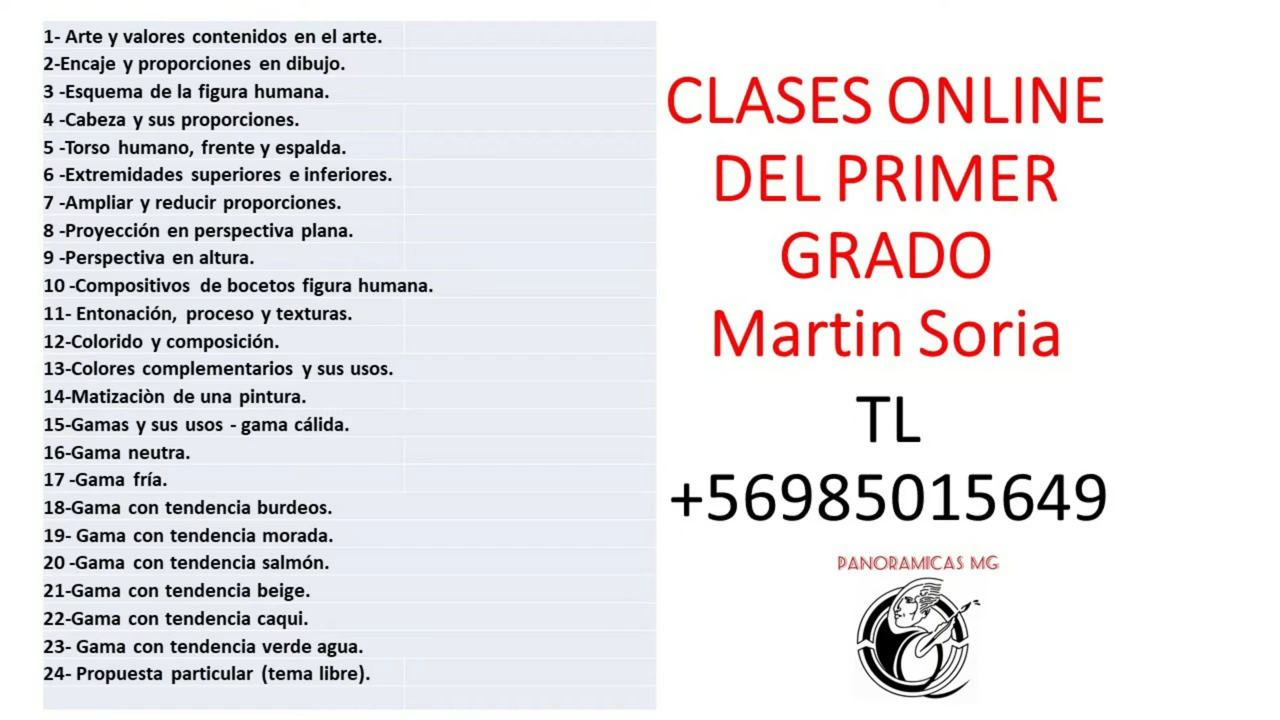 1- Arte y valores contenidos en el arte.
2-Encaje y proporciones en dibujo.
3 -Esquema de la figura humana.
4 -Cabeza y sus proporciones.
5 -Torso humano, frente y espalda.
6 -Extremidades superiores e inferiores.
7 -Ampliar y reducir proporciones.
8 -Proyección en perspectiva plana.
9 -Perspectiva en altura.
10 -Compositivos de bocetos figura humana.
11- Entonación, proceso y texturas.
12-Colorido y composición.
13-Colores complementarios y sus usos.
14-Matizaciòn de una pintura.
15-Gamas y sus usos - gama cálida.
16-Gama neutra.
17 -Gama fría.
18-Gama con tendencia burdeos.
19- Gama con tendencia morada.
20 -Gama con tendencia salmón.
21-Gama con tendencia beige.
22-Gama con tendencia caqui.
23- Gama con tendencia verde agua.
24- Propuesta particular (tema libre).
CLASES ONLINE
DEL PRIMER
GRADO
Martin Soria
TL
+56985015649
PANORAMICAS MG